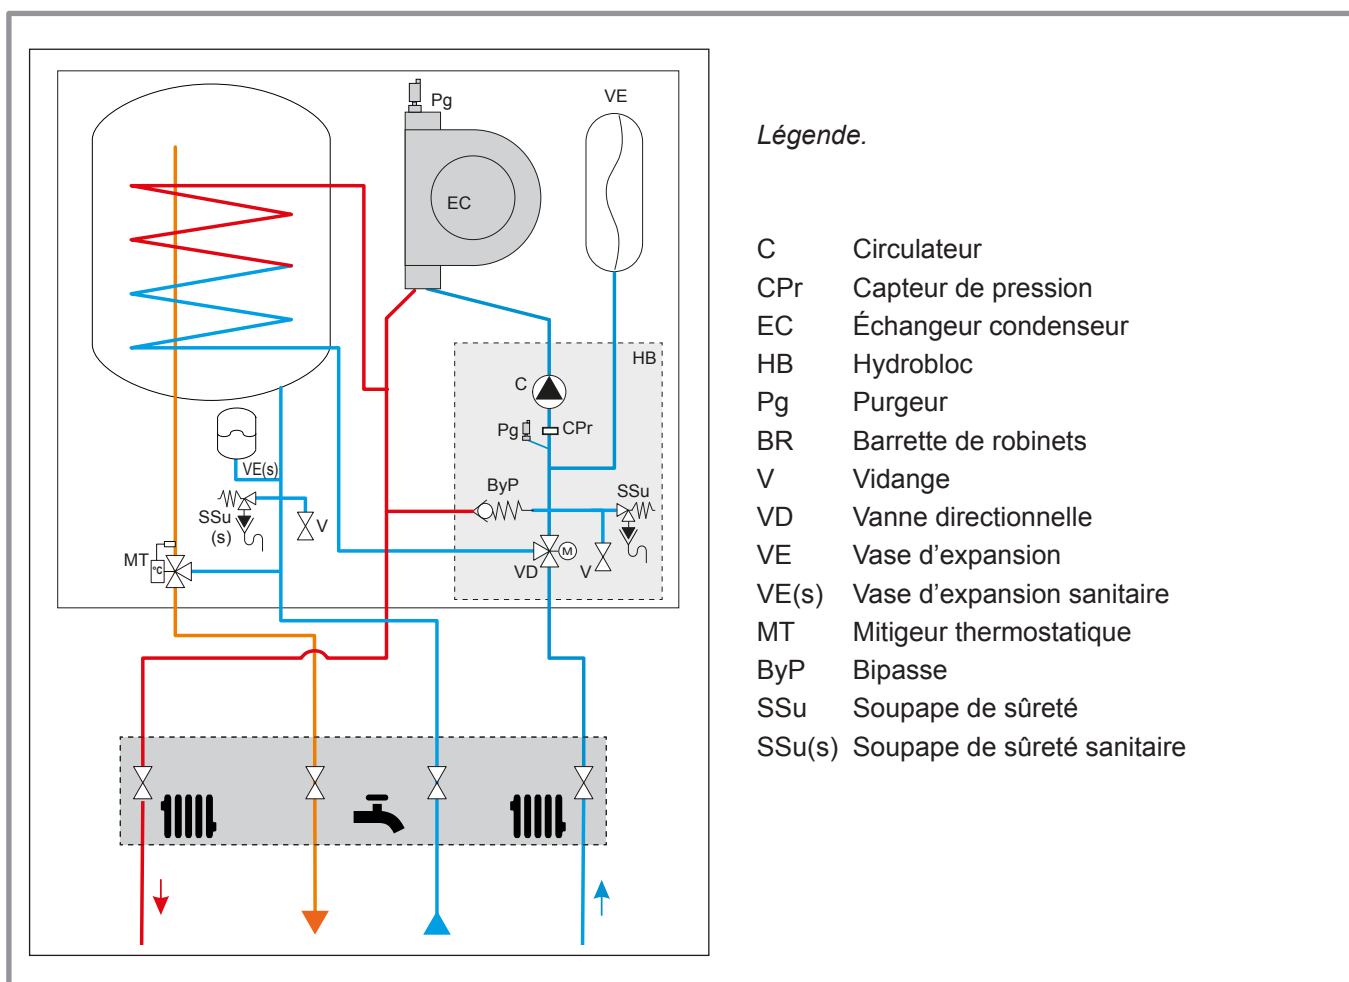 Pg
VE
EC
HB
C
Pg
CPr
VE(s)
ByP
SSu
SSu
(s)
V
MT
°C
M
VD
V
Légende.
C Circulateur
CPr Capteur de pression
EC Échangeur condenseur
HB Hydrobloc
Pg Purgeur
BR Barrette de robinets
V Vidange
VD Vanne directionnelle
VE Vase d’expansion
VE(s) Vase d’expansion sanitaire
MT Mitigeur thermostatique
ByP Bipasse
SSu Soupape de sûreté
SSu(s) Soupape de sûreté sanitaire